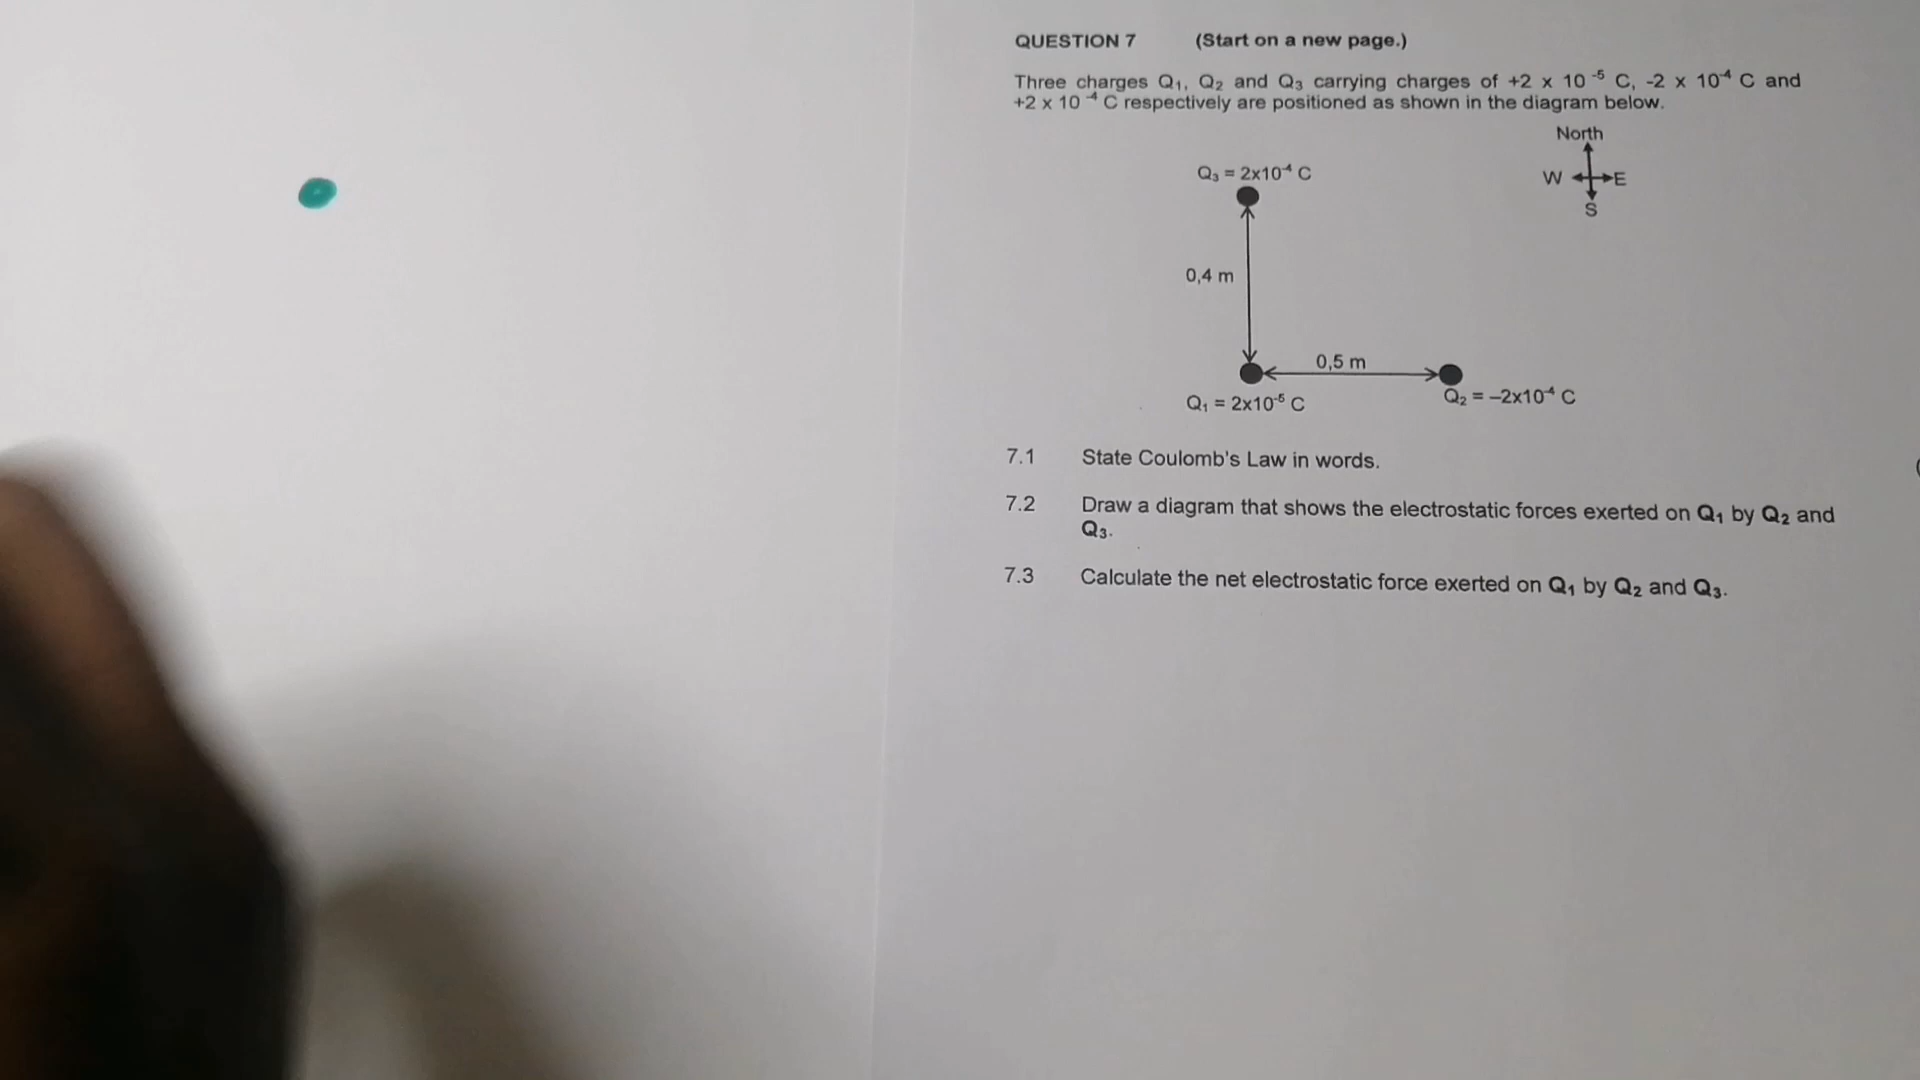 QUESTION 7 (Start on a new page.)
Three charges Q₁, Q₂ and Q₃ carrying charges of +2 x 10⁻⁵ C, -2 x 10⁻⁴ C and
+2 x 10⁻⁴ C respectively are positioned as shown in the diagram below.
North
Q₃ = 2x10⁻⁴ C
W E
S
0,4 m
0,5 m
Q₁ = 2x10⁻⁵ C
Q₂ = –2x10⁻⁴ C
7.1 State Coulomb's Law in words.
7.2 Draw a diagram that shows the electrostatic forces exerted on Q₁ by Q₂ and
Q₃.
7.3 Calculate the net electrostatic force exerted on Q₁ by Q₂ and Q₃.